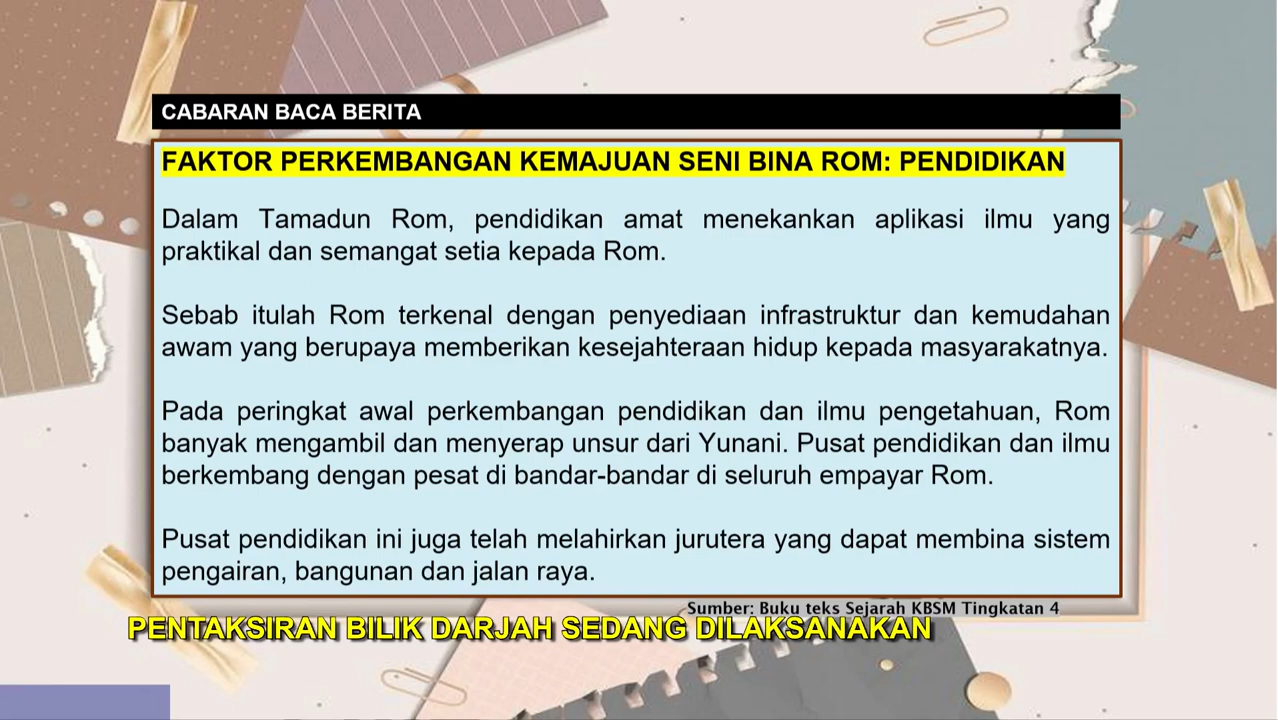 CABARAN BACA BERITA
FAKTOR PERKEMBANGAN KEMAJUAN SENI BINA ROM: PENDIDIKAN
Dalam Tamadun Rom, pendidikan amat menekankan aplikasi ilmu yang
praktikal dan semangat setia kepada Rom.
Sebab itulah Rom terkenal dengan penyediaan infrastruktur dan kemudahan
awam yang berupaya memberikan kesejahteraan hidup kepada masyarakatnya.
Pada peringkat awal perkembangan pendidikan dan ilmu pengetahuan, Rom
banyak mengambil dan menyerap unsur dari Yunani. Pusat pendidikan dan ilmu
berkembang dengan pesat di bandar-bandar di seluruh empayar Rom.
Pusat pendidikan ini juga telah melahirkan jurutera yang dapat membina sistem
pengairan, bangunan dan jalan raya.
Sumber: Buku teks Sejarah KBSM Tingkatan 4
PENTAKSIRAN BILIK DARJAH SEDANG DILAKSANAKAN